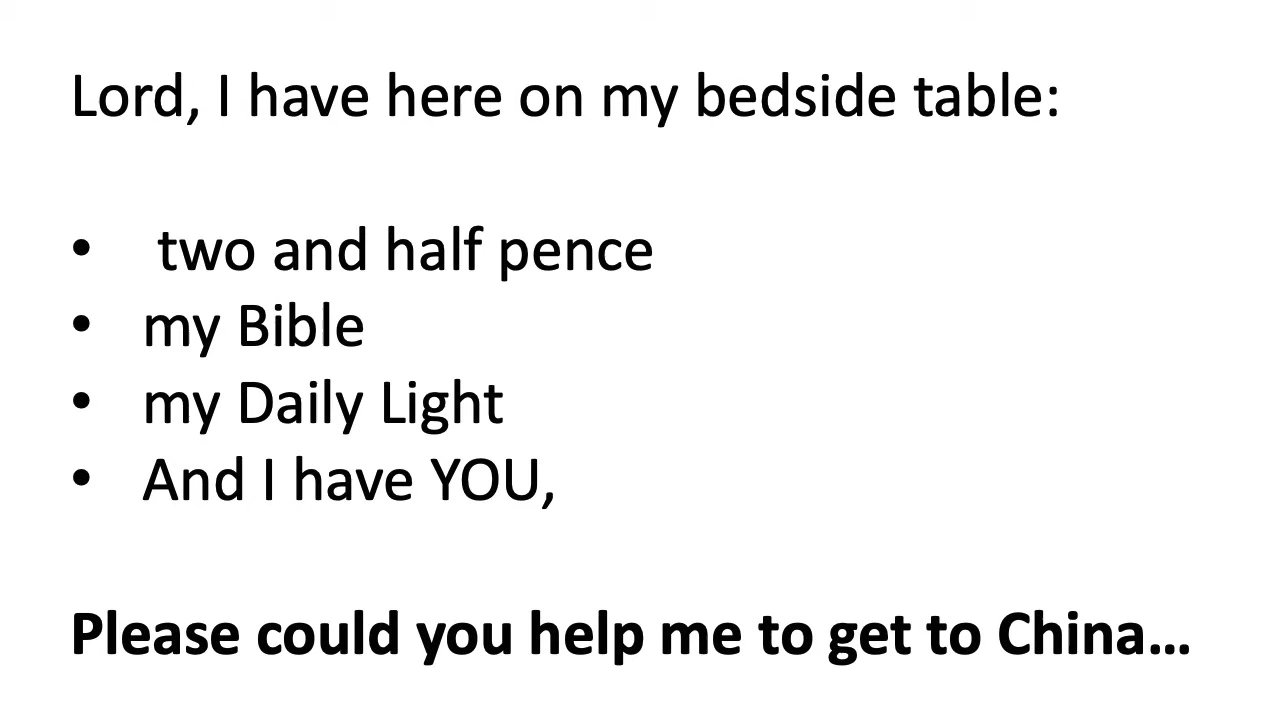 Lord, I have here on my bedside table:
• two and half pence
• my Bible
• my Daily Light
• And I have YOU,
Please could you help me to get to China…